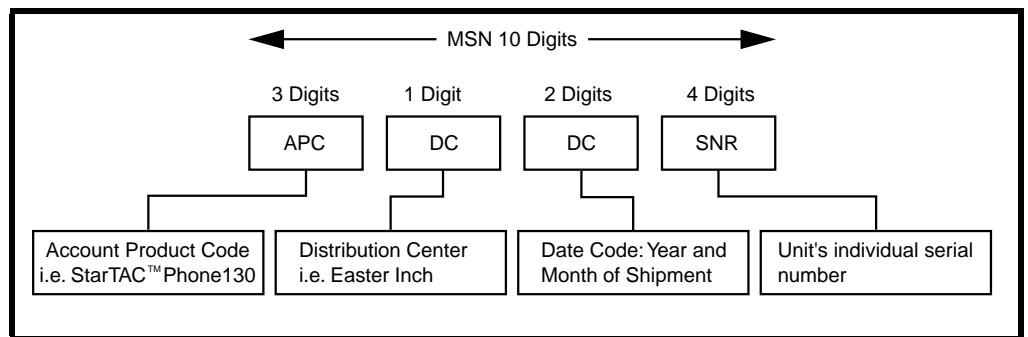 MSN 10 Digits
3 Digits
1 Digit
2 Digits
4 Digits
APC
DC
DC
SNR
Account Product Code
i.e. StarTAC™Phone130
Distribution Center
i.e. Easter Inch
Date Code: Year and
Month of Shipment
Unit's individual serial
number